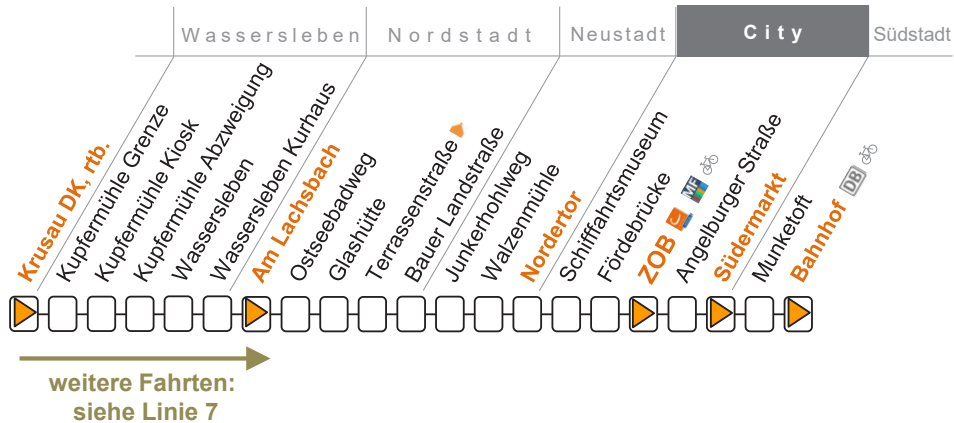 Wassersleben
Nordstadt
Neustadt
City
Südstadt
Krusau DK, rtb.
Kupfermühle Grenze
Kupfermühle Kiosk
Kupfermühle Abzweigung
Wassersleben
Wassersleben Kurhaus
Am Lachsbach
Ostseebadweg
Glashütte
Terrassenstraße
Bauer Landstraße
Junkerhohlweg
Walzenmühle
Nordertor
Schifffahrtsmuseum
Fördebrücke
ZOB
MF
Angelburger Straße
Südermarkt
Munketoft
Bahnhof
DB
weitere Fahrten:
siehe Linie 7